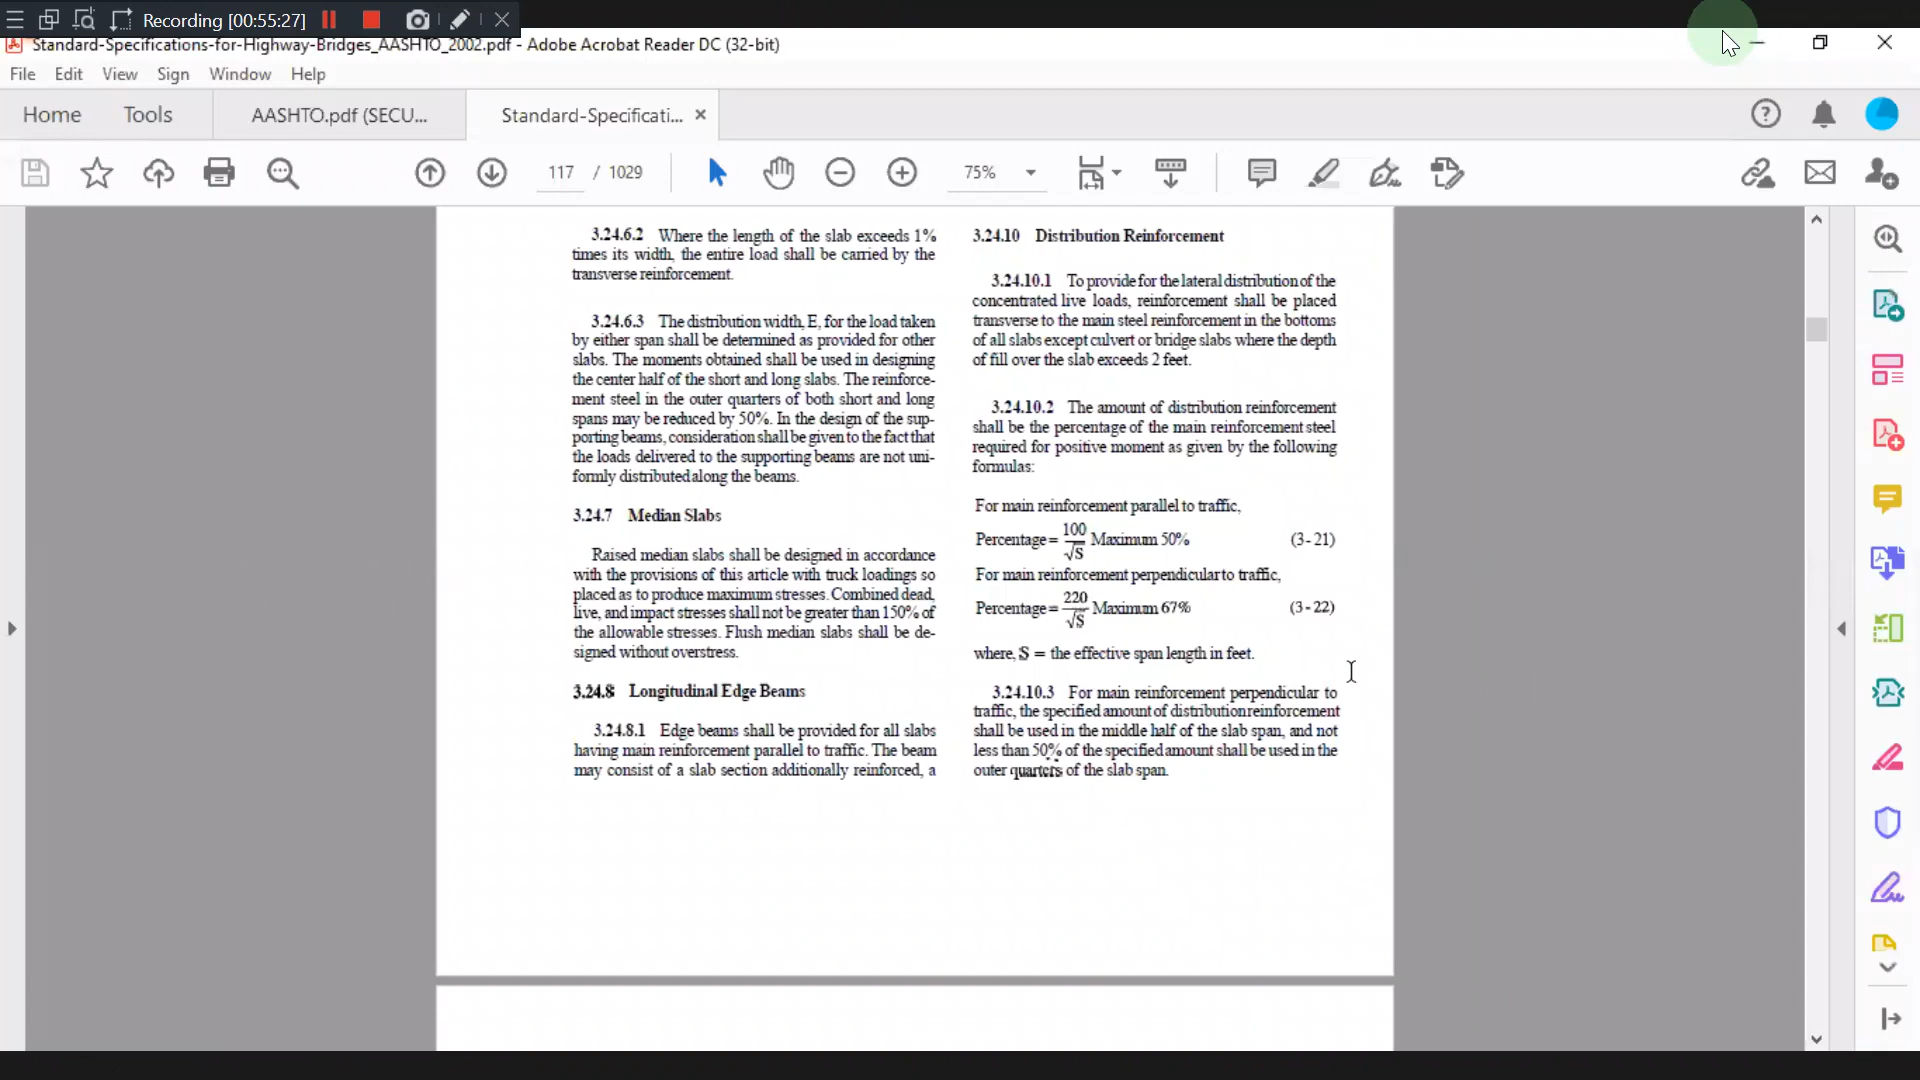 Recording [00:55:27]
Standard-Specifications-for-Highway-Bridges_AASHTO_2002.pdf - Adobe Acrobat Reader DC (32-bit)
File Edit View Sign Window Help
Home Tools AASHTO.pdf (SECU... Standard-Specificati... ×
117 / 1029 75%
3.24.6.2 Where the length of the slab exceeds 1%
times its width, the entire load shall be carried by the
transverse reinforcement.
3.24.6.3 The distribution width, E, for the load taken
by either span shall be determined as provided for other
slabs. The moments obtained shall be used in designing
the center half of the short and long slabs. The reinforce-
ment steel in the outer quarters of both short and long
spans may be reduced by 50%. In the design of the sup-
porting beams, consideration shall be given to the fact that
the loads delivered to the supporting beams are not uni-
formly distributed along the beams.
3.24.7 Median Slabs
Raised median slabs shall be designed in accordance
with the provisions of this article with truck loadings so
placed as to produce maximum stresses. Combined dead,
live, and impact stresses shall not be greater than 150% of
the allowable stresses. Flush median slabs shall be de-
signed without overstress.
3.24.8 Longitudinal Edge Beams
3.24.8.1 Edge beams shall be provided for all slabs
having main reinforcement parallel to traffic. The beam
may consist of a slab section additionally reinforced, a
3.24.10 Distribution Reinforcement
3.24.10.1 To provide for the lateral distribution of the
concentrated live loads, reinforcement shall be placed
transverse to the main steel reinforcement in the bottoms
of all slabs except culvert or bridge slabs where the depth
of fill over the slab exceeds 2 feet.
3.24.10.2 The amount of distribution reinforcement
shall be the percentage of the main reinforcement steel
required for positive moment as given by the following
formulas:
For main reinforcement parallel to traffic,
Percentage = 100/√S Maximum 50% (3-21)
For main reinforcement perpendicular to traffic,
Percentage = 220/√S Maximum 67% (3-22)
where, S = the effective span length in feet.
3.24.10.3 For main reinforcement perpendicular to
traffic, the specified amount of distribution reinforcement
shall be used in the middle half of the slab span, and not
less than 50% of the specified amount shall be used in the
outer quarters of the slab span.